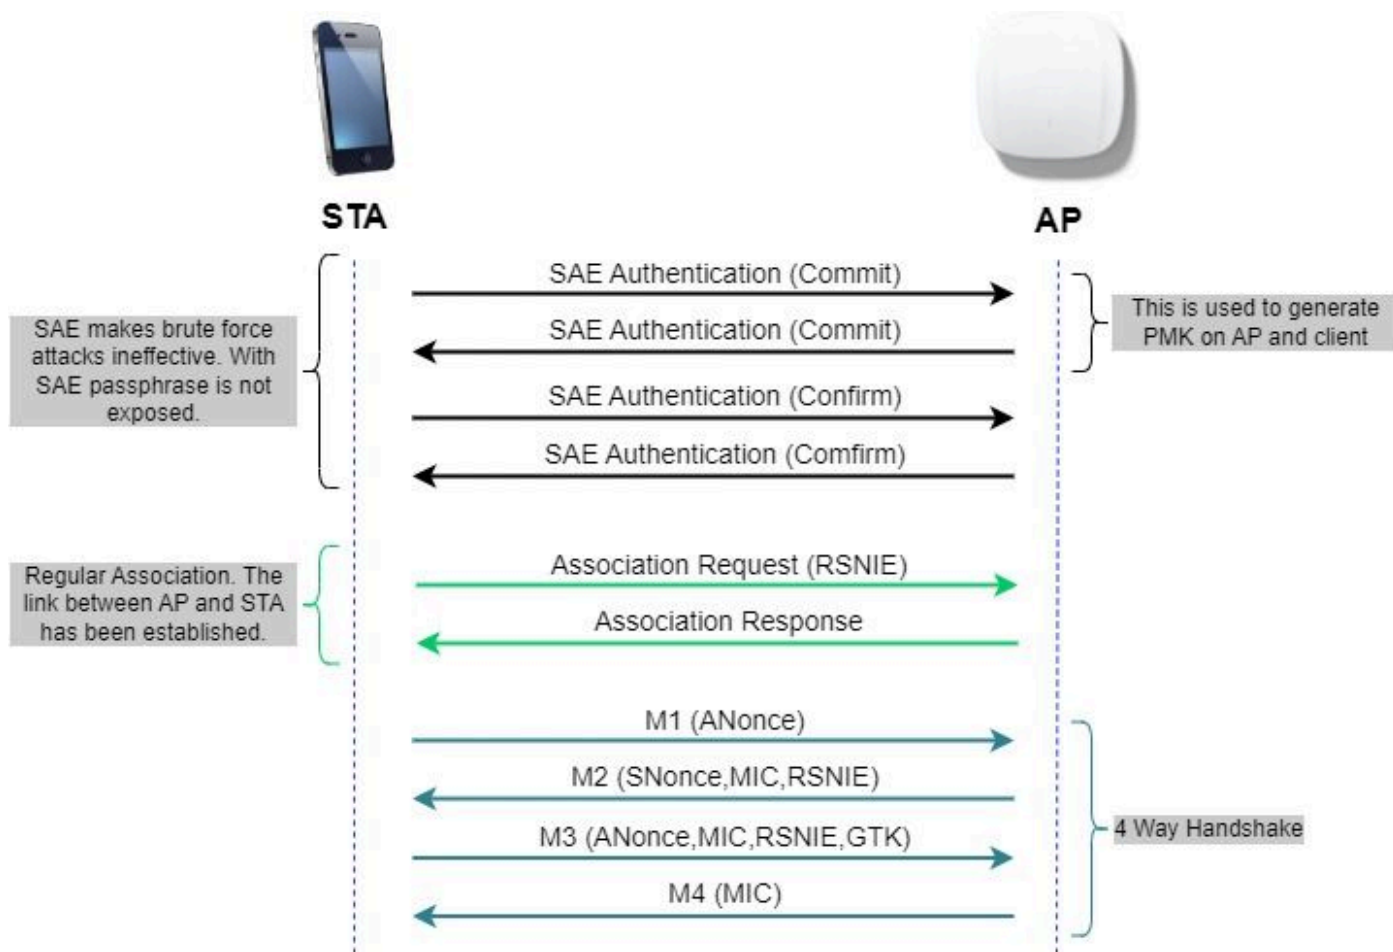 STA
AP
SAE Authentication (Commit)
SAE Authentication (Commit)
SAE Authentication (Confirm)
SAE Authentication (Comfirm)
SAE makes brute force
attacks ineffective. With
SAE passphrase is not
exposed.
This is used to generate
PMK on AP and client
Association Request (RSNIE)
Association Response
Regular Association. The
link between AP and STA
has been established.
M1 (ANonce)
M2 (SNonce,MIC,RSNIE)
M3 (ANonce,MIC,RSNIE,GTK)
M4 (MIC)
4 Way Handshake